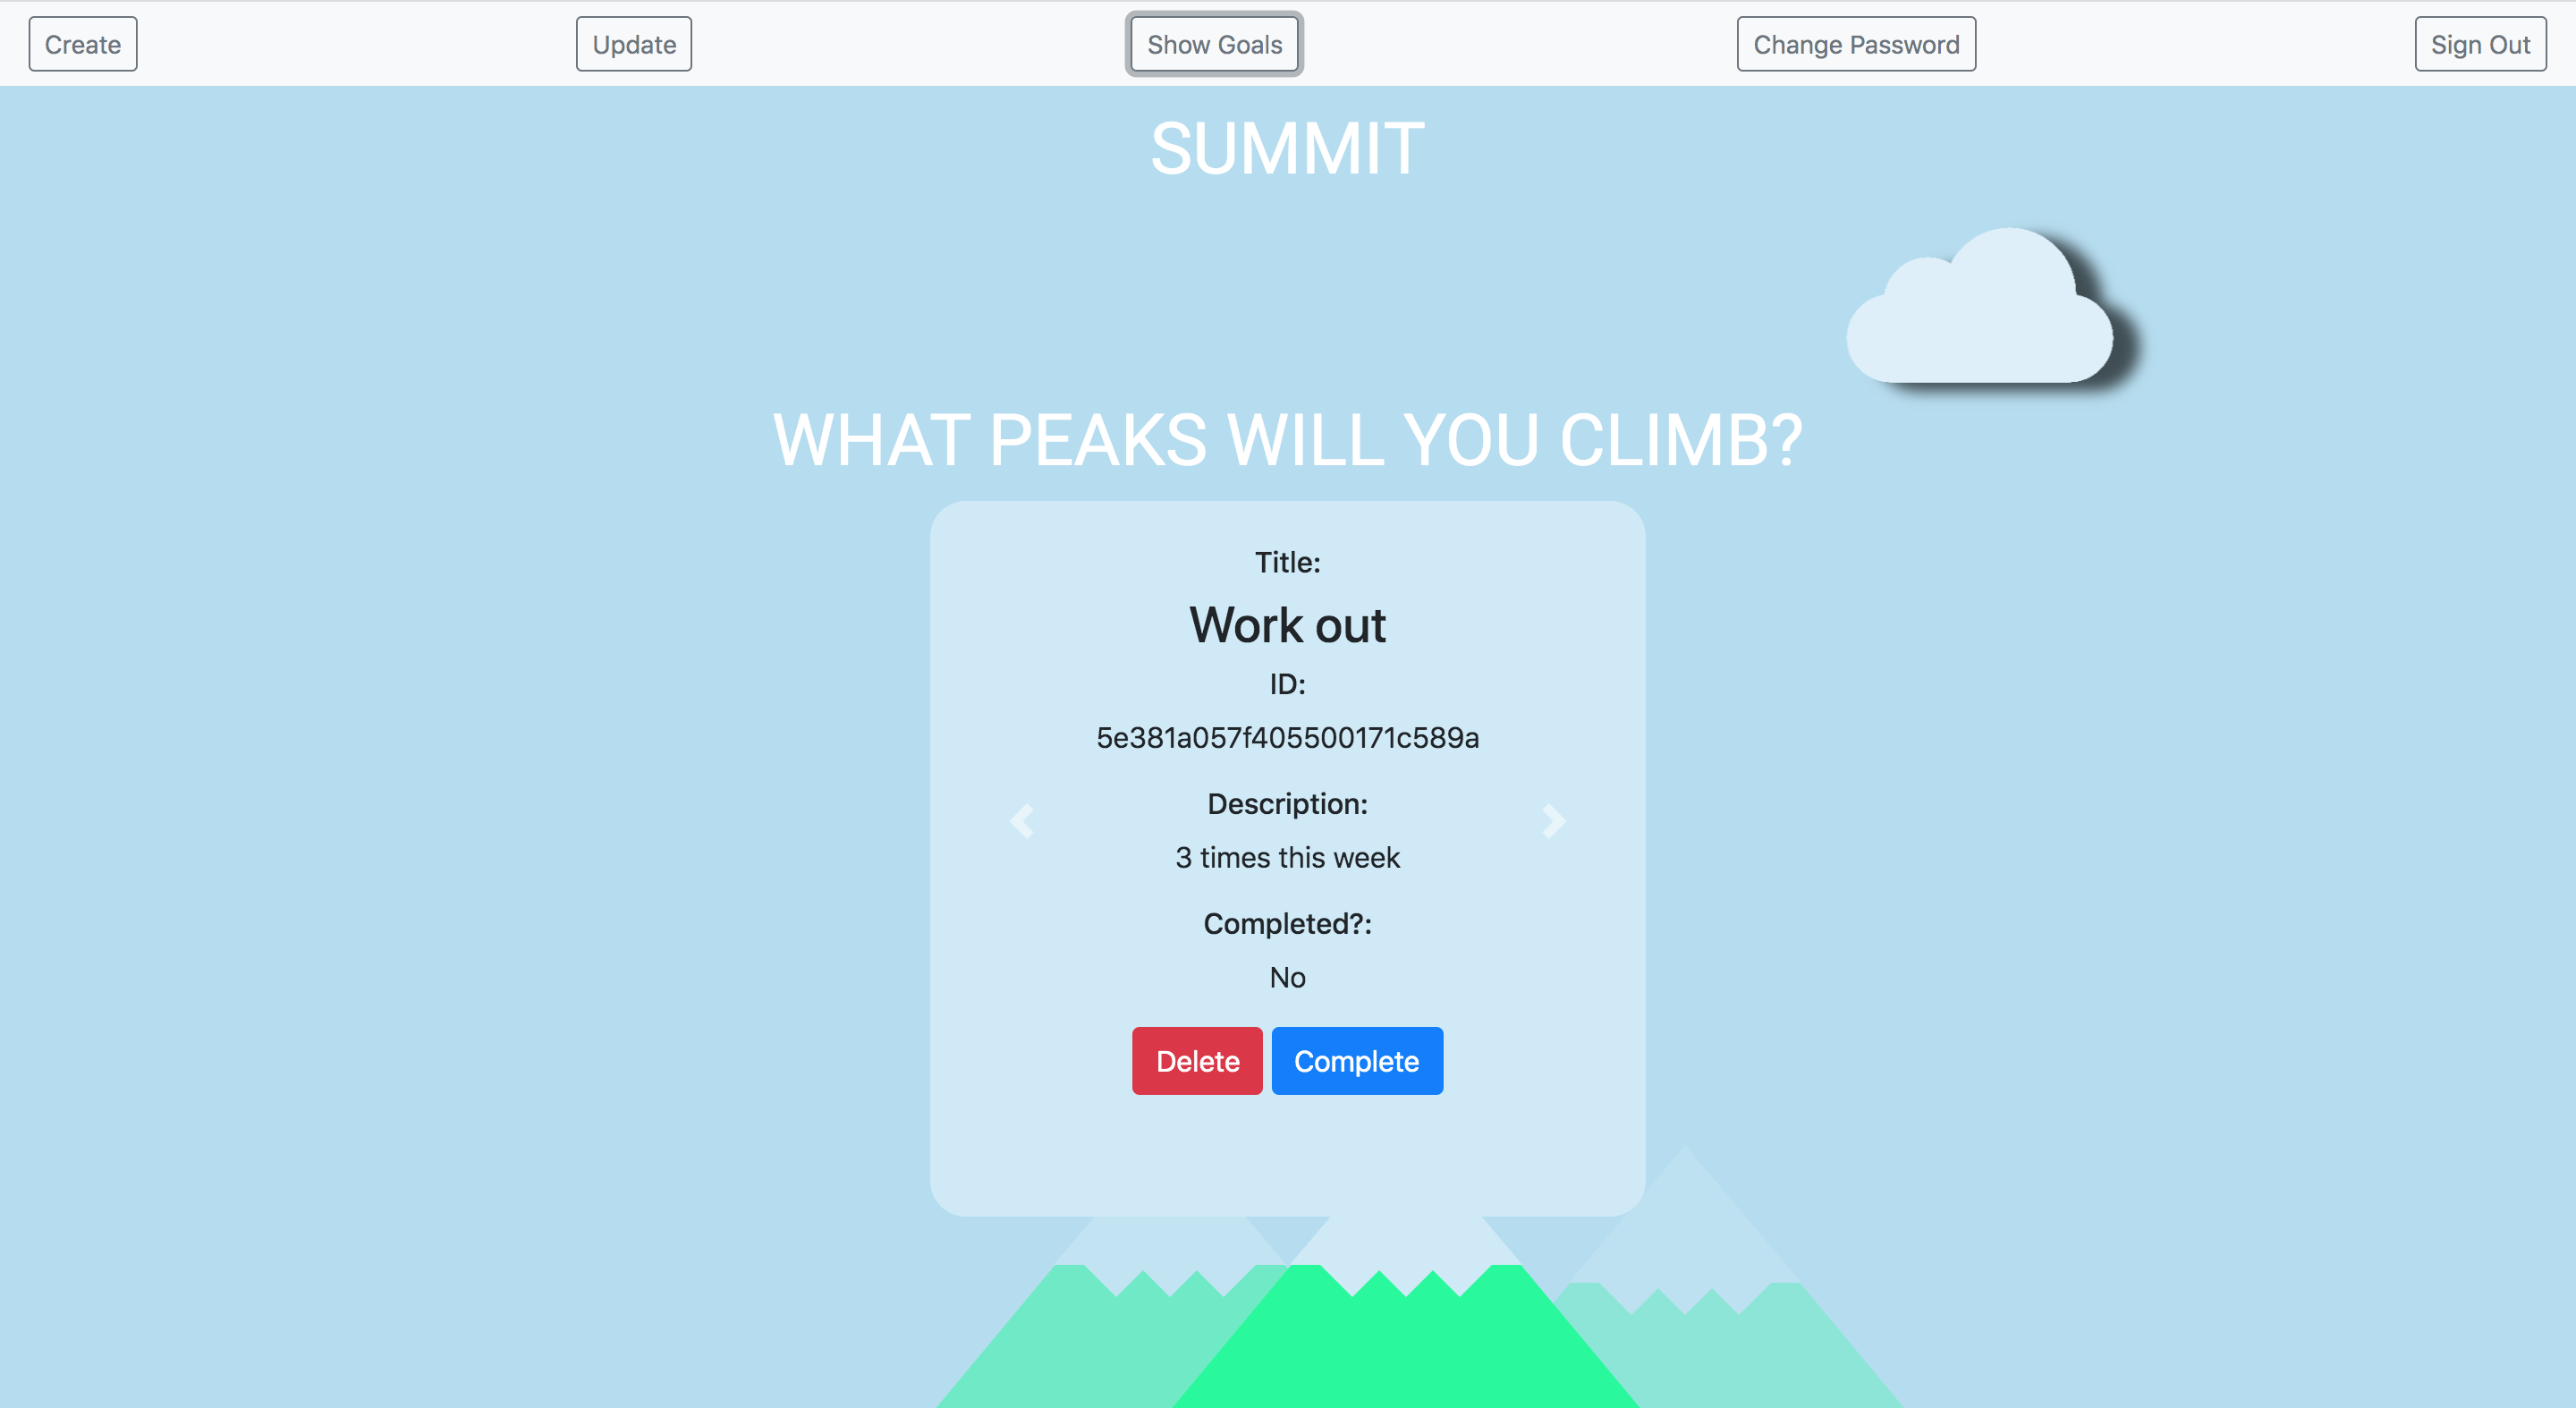 Create Update Show Goals Change Password Sign Out
SUMMIT
WHAT PEAKS WILL YOU CLIMB?
Title:
Work out
ID:
5e381a057f405500171c589a
Description:
3 times this week
Completed?:
No
Delete Complete